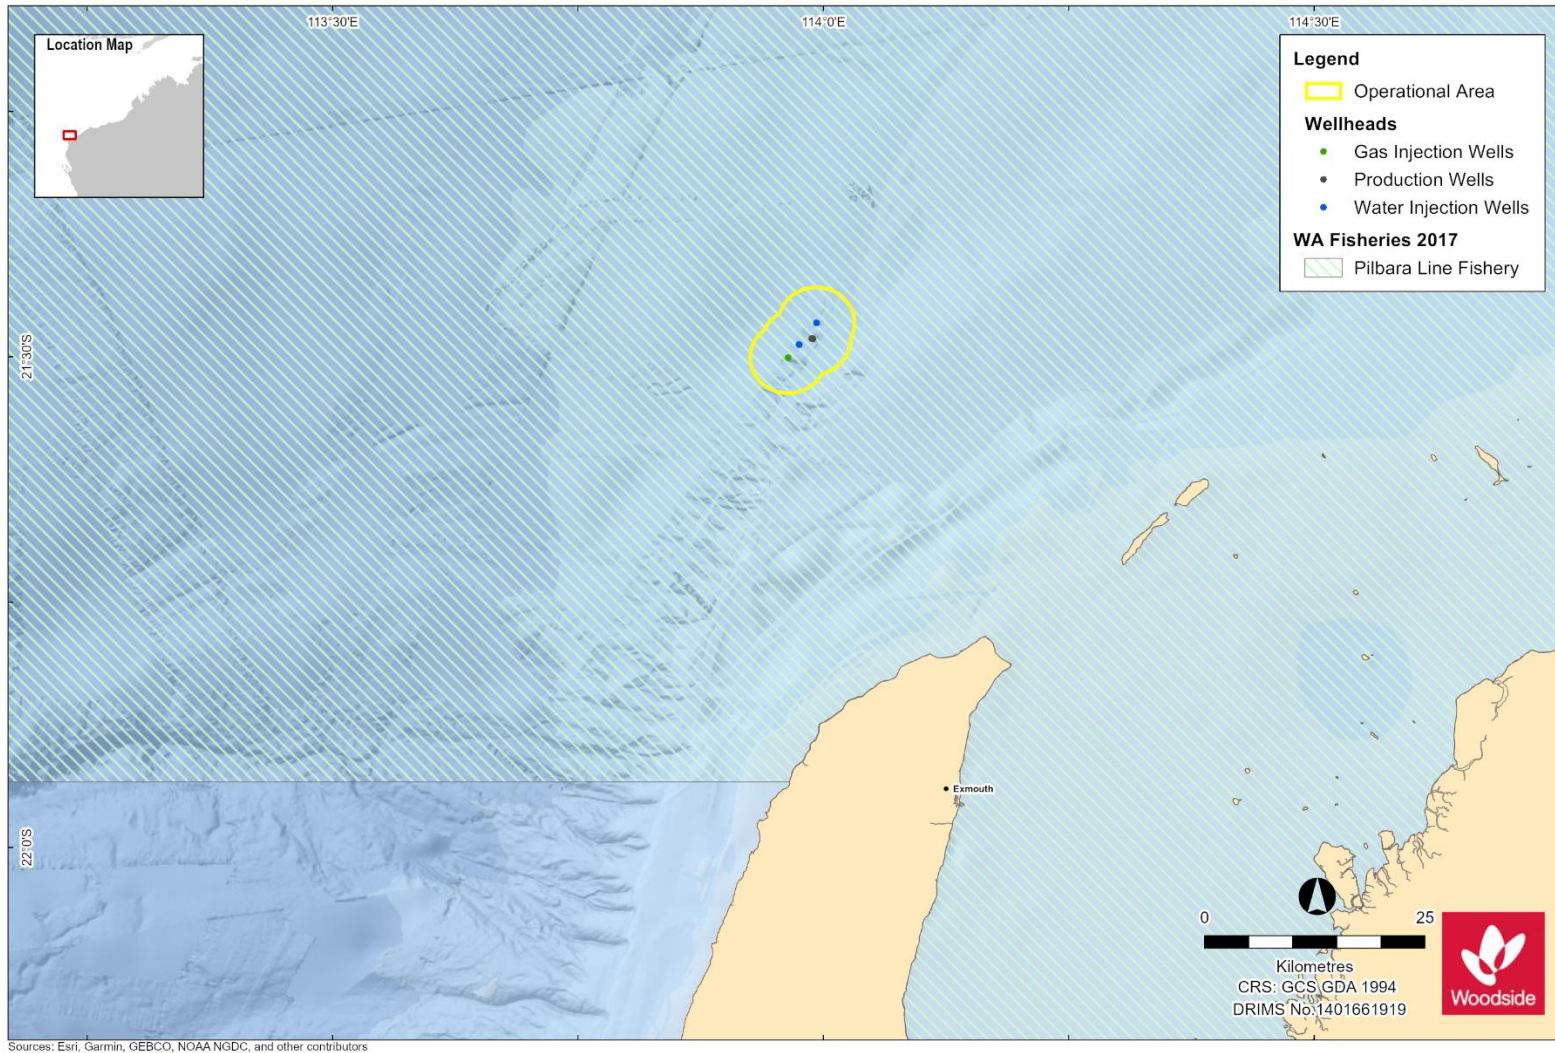 113°30'E
114°0'E
114°30'E
Location Map
Legend
Operational Area
Wellheads
Gas Injection Wells
Production Wells
Water Injection Wells
WA Fisheries 2017
Pilbara Line Fishery
21°30'S
Exmouth
22°0'S
0 25
Kilometres
CRS: GCS GDA 1994
DRIMS No:1401661919
Woodside
Sources: Esri, Garmin, GEBCO, NOAA NGDC, and other contributors